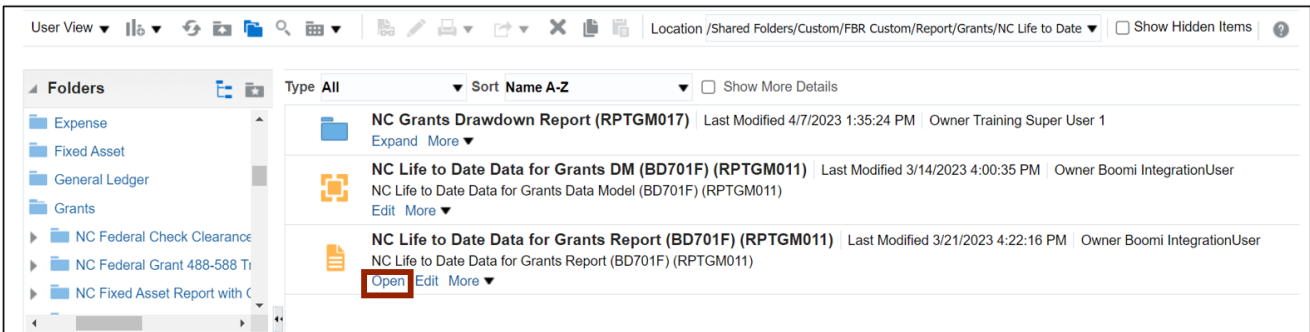 User View
Location /Shared Folders/Custom/FBR Custom/Report/Grants/NC Life to Date
Show Hidden Items
Folders
Type All
Sort Name A-Z
Show More Details
Expense
Fixed Asset
General Ledger
Grants
NC Federal Check Clearance
NC Federal Grant 488-588 Tr
NC Fixed Asset Report with
NC Grants Drawdown Report (RPTGM017) Last Modified 4/7/2023 1:35:24 PM Owner Training Super User 1
Expand More
NC Life to Date Data for Grants DM (BD701F) (RPTGM011) Last Modified 3/14/2023 4:00:35 PM Owner Boomi IntegrationUser
NC Life to Date Data for Grants Data Model (BD701F) (RPTGM011)
Edit More
NC Life to Date Data for Grants Report (BD701F) (RPTGM011) Last Modified 3/21/2023 4:22:16 PM Owner Boomi IntegrationUser
NC Life to Date Data for Grants Report (BD701F) (RPTGM011)
Open Edit More